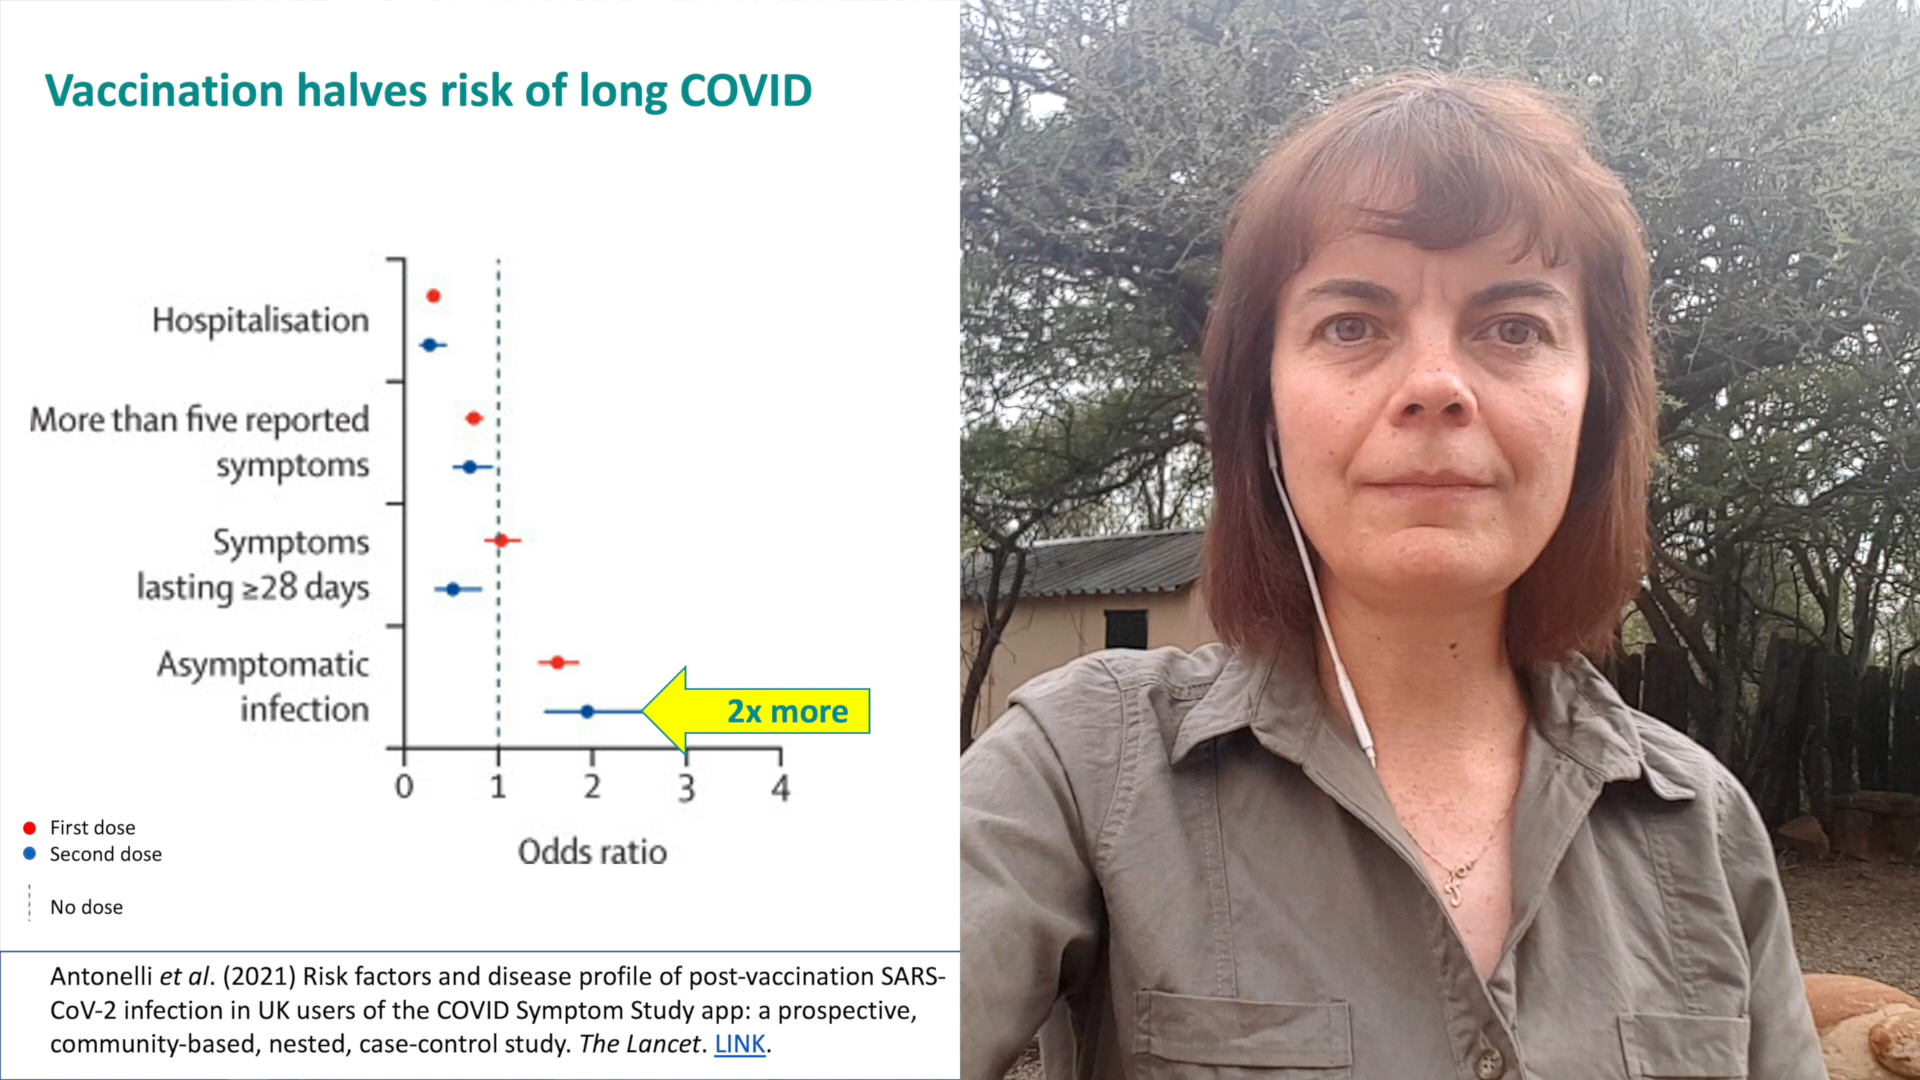 Vaccination halves risk of long COVID
Hospitalisation
More than five reported
symptoms
Symptoms
lasting ≥28 days
Asymptomatic
infection
2x more
0 1 2 3 4
Odds ratio
First dose
Second dose
No dose
Antonelli et al. (2021) Risk factors and disease profile of post-vaccination SARS-
CoV-2 infection in UK users of the COVID Symptom Study app: a prospective,
community-based, nested, case-control study. The Lancet. LINK.